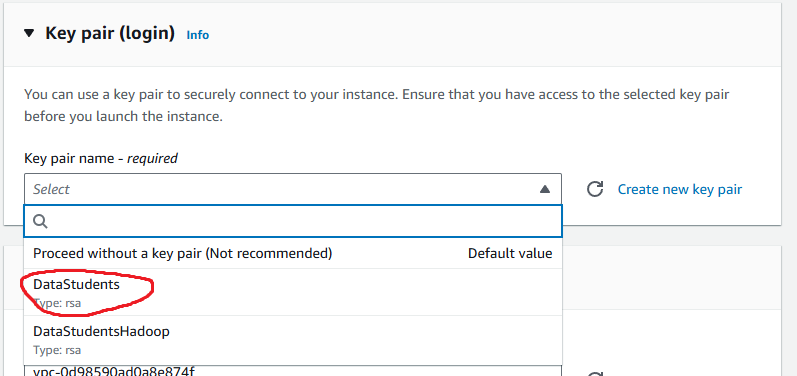 Key pair (login) Info
You can use a key pair to securely connect to your instance. Ensure that you have access to the selected key pair
before you launch the instance.
Key pair name - required
Select
Create new key pair
Proceed without a key pair (Not recommended) Default value
DataStudents
Type: rsa
DataStudentsHadoop
Type: rsa
vpc-0d98590ad0a8e874f